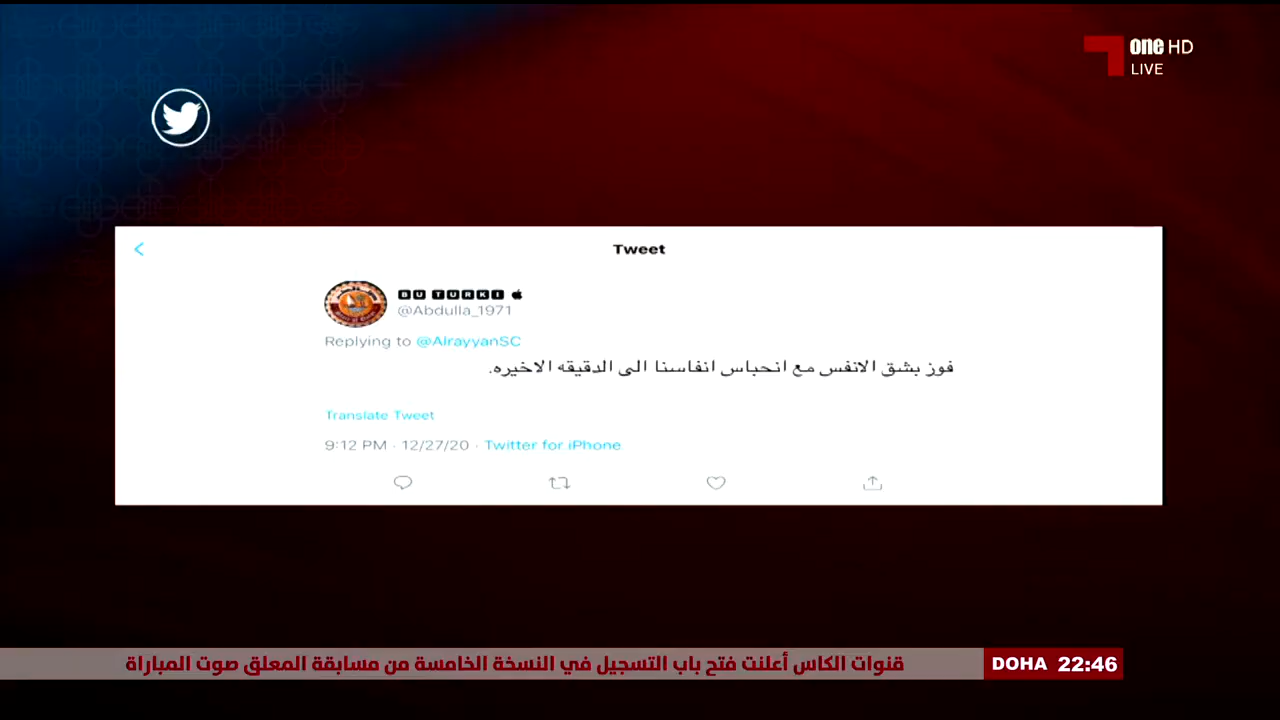 one HD
LIVE
Tweet
BU TURKI
@Abdulla_1971
Replying to @AlrayyanSC
فوز بشق الانفس مع انحباس انفاسنا الى الدقيقه الاخيره.
Translate Tweet
9:12 PM · 12/27/20 · Twitter for iPhone
قنوات الكاس أعلنت فتح باب التسجيل في النسخة الخامسة من مسابقة المعلق صوت المباراة
DOHA 22:46